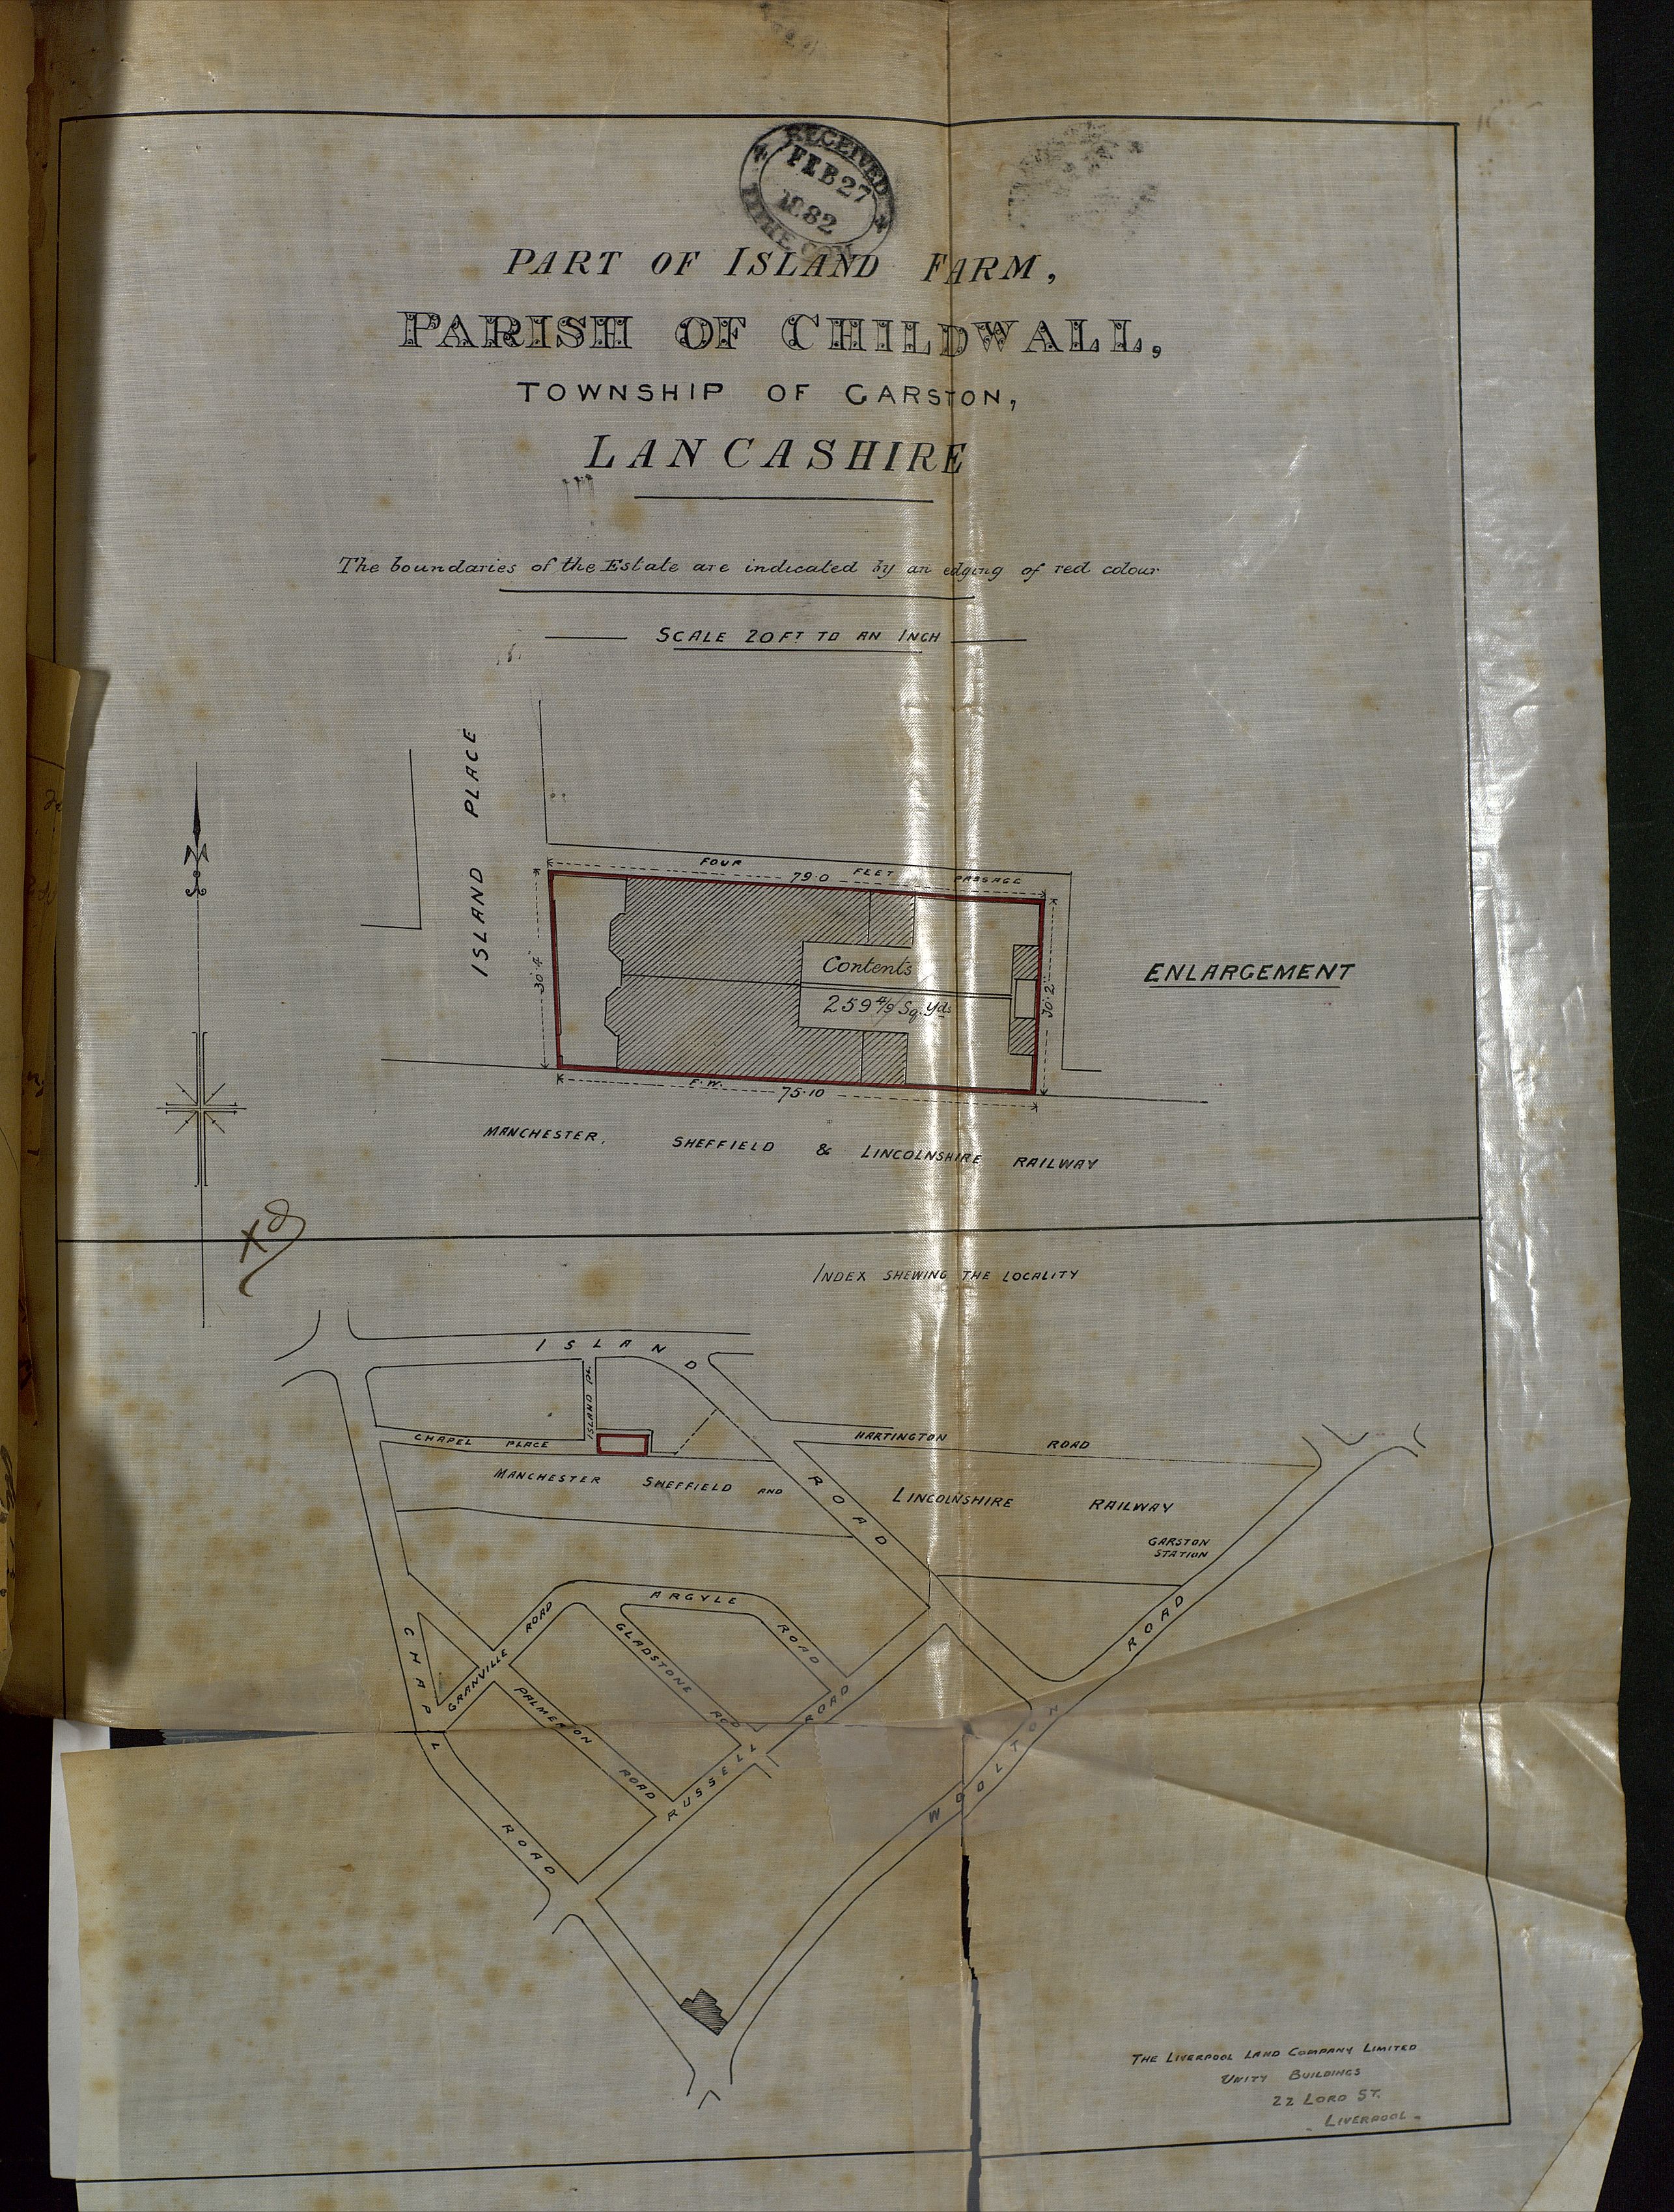 RECEIVED
FEB 27
1882
TITHE COM
PART OF ISLAND FARM,
PARISH OF CHILDWALL,
TOWNSHIP OF GARSTON,
LANCASHIRE
The boundaries of the Estate are indicated by an edging of red colour
SCALE 20 FT TO AN INCH
ISLAND PLACE
FOUR FEET PASSAGE
79.0
30.4"
Contents
259 4/9 Sq. Yds
30.2"
ENLARGEMENT
F.W.
75.10
MANCHESTER, SHEFFIELD & LINCOLNSHIRE RAILWAY
INDEX SHEWING THE LOCALITY
ISLAND ROAD
ISLAND PL.
CHAPEL PLACE
HARTINGTON ROAD
MANCHESTER SHEFFIELD AND LINCOLNSHIRE RAILWAY
GARSTON
STATION
ARGYLE ROAD
GRANVILLE ROAD
GLADSTONE ROAD
CHAPEL ROAD
PALMERTON ROAD
RUSSELL ROAD
WOOLTON ROAD
THE LIVERPOOL LAND COMPANY LIMITED
UNITY BUILDINGS
22 LORD ST.
LIVERPOOL